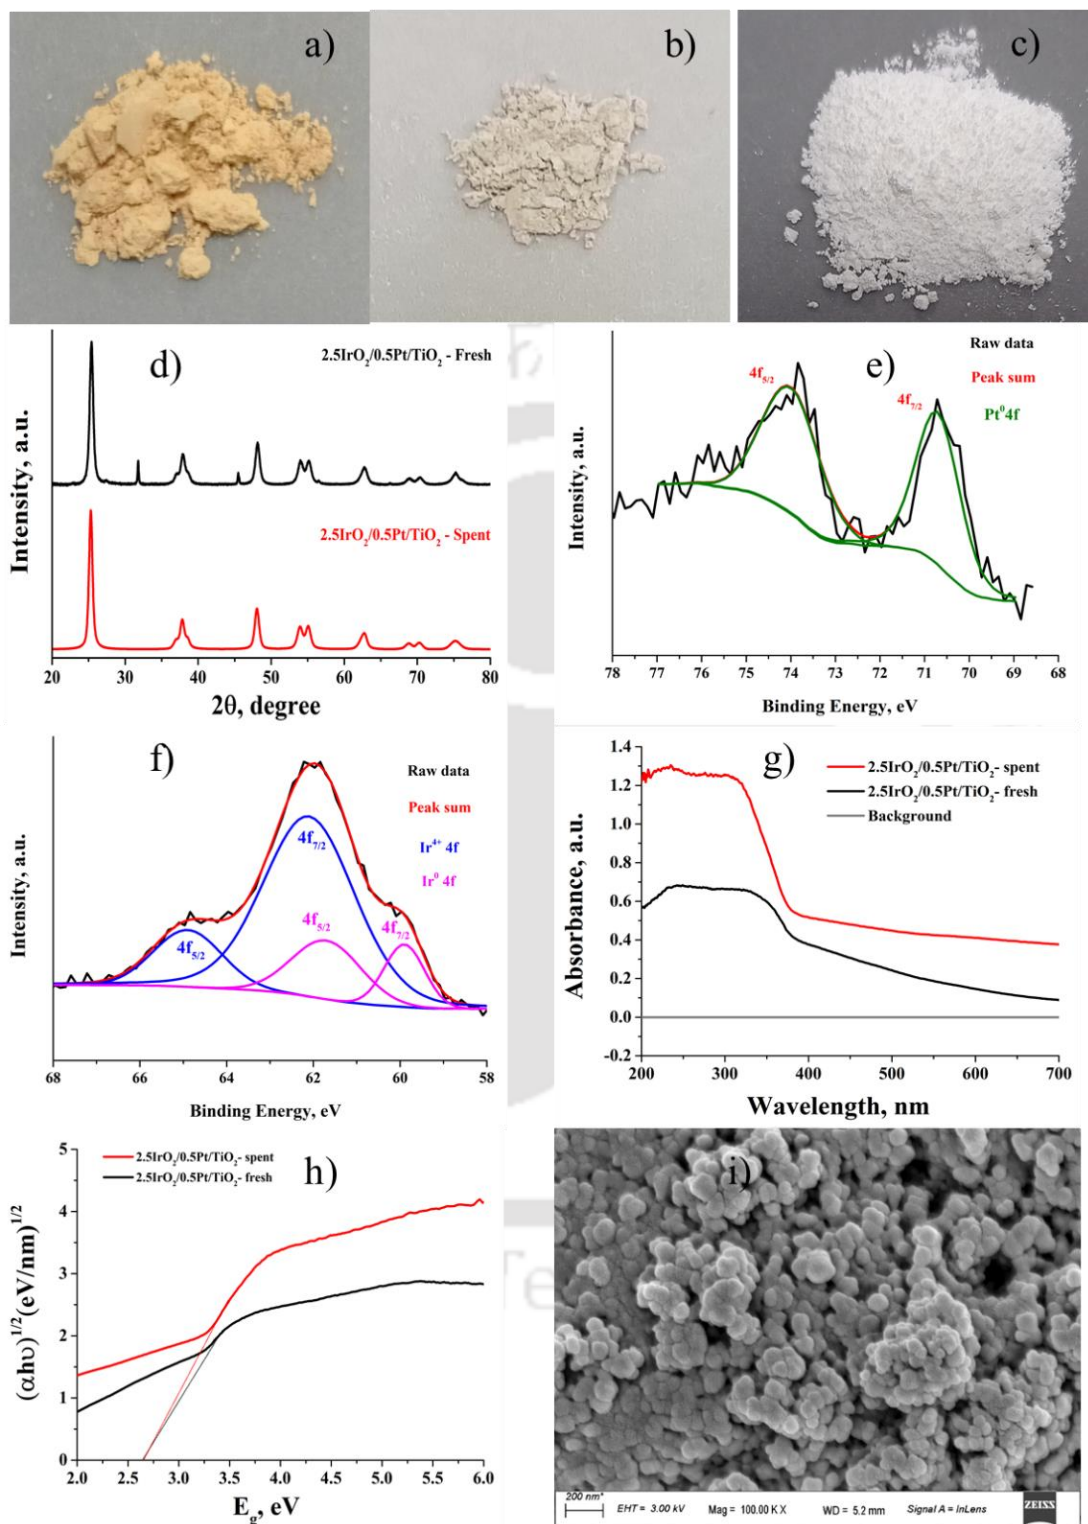 a)
b)
c)
d)
2.5IrO₂/0.5Pt/TiO₂ - Fresh
2.5IrO₂/0.5Pt/TiO₂ - Spent
Intensity, a.u.
20 30 40 50 60 70 80
2θ, degree
e)
Raw data
Peak sum
Pt⁰4f
4f₅/₂
4f₇/₂
Intensity, a.u.
78 77 76 75 74 73 72 71 70 69 68
Binding Energy, eV
f)
Raw data
Peak sum
Ir⁴⁺ 4f
Ir⁰ 4f
4f₇/₂
4f₅/₂
4f₅/₂
4f₇/₂
Intensity, a.u.
68 66 64 62 60 58
Binding Energy, eV
g)
2.5IrO₂/0.5Pt/TiO₂- spent
2.5IrO₂/0.5Pt/TiO₂- fresh
Background
Absorbance, a.u.
1.4
1.2
1.0
0.8
0.6
0.4
0.2
0.0
-0.2
200 300 400 500 600 700
Wavelength, nm
h)
2.5IrO₂/0.5Pt/TiO₂- spent
2.5IrO₂/0.5Pt/TiO₂- fresh
(αhυ)¹/²(eV/nm)¹/²
5
4
3
2
1
0
2.0 2.5 3.0 3.5 4.0 4.5 5.0 5.5 6.0
E_g, eV
i)
200 nm*
EHT = 3.00 kV Mag = 100.00 K X WD = 5.2 mm Signal A = InLens
ZEISS